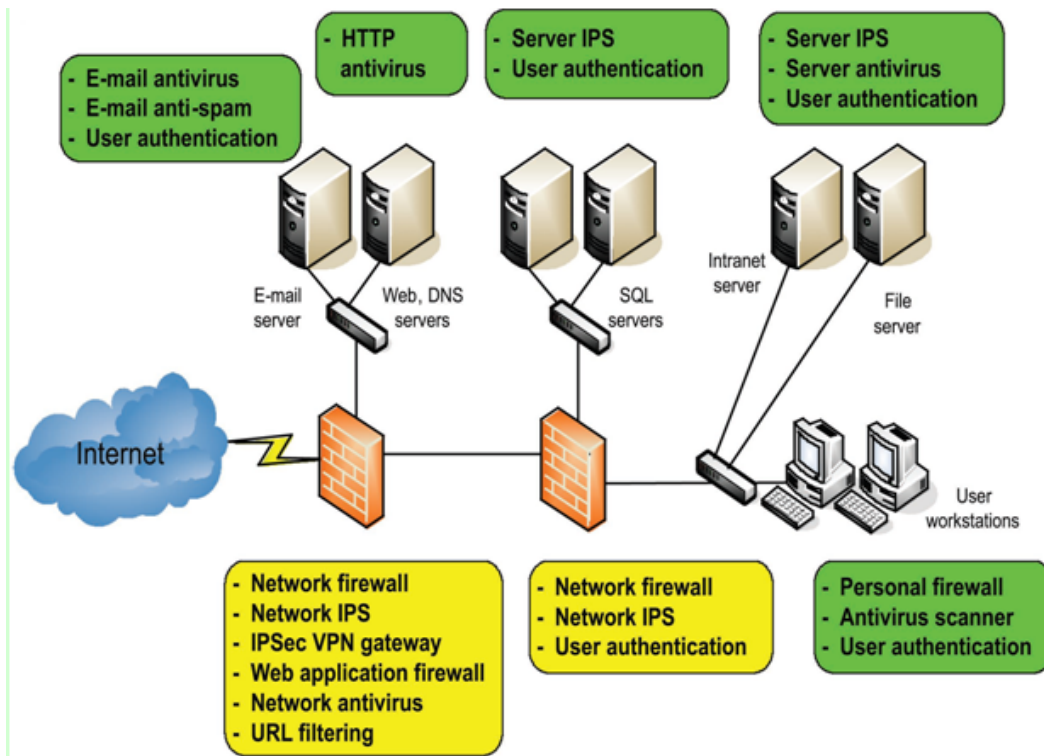 - HTTP
antivirus
- Server IPS
- User authentication
- Server IPS
- Server antivirus
- User authentication
- E-mail antivirus
- E-mail anti-spam
- User authentication
E-mail
server
Web, DNS
servers
SQL
servers
Intranet
server
File
server
Internet
User
workstations
- Network firewall
- Network IPS
- IPSec VPN gateway
- Web application firewall
- Network antivirus
- URL filtering
- Network firewall
- Network IPS
- User authentication
- Personal firewall
- Antivirus scanner
- User authentication